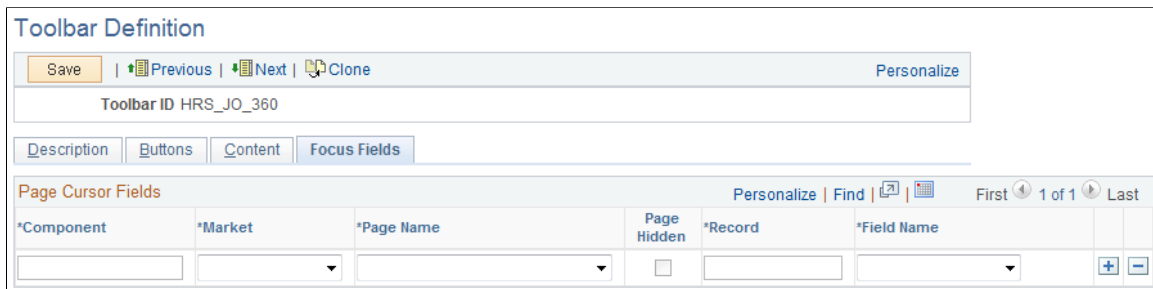 Toolbar Definition
Save | Previous | Next | Clone Personalize
Toolbar ID HRS_JO_360
Description Buttons Content Focus Fields
Page Cursor Fields Personalize | Find | | First 1 of 1 Last
*Component *Market *Page Name Page Hidden *Record *Field Name